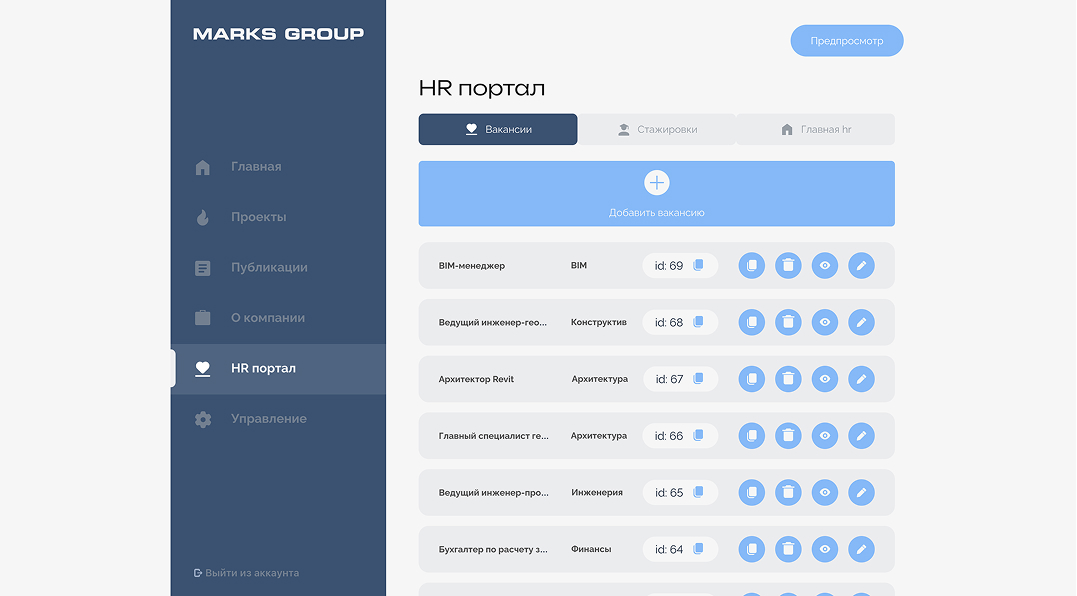 MARKS GROUP
Главная
Проекты
Публикации
О компании
HR портал
Управление
Выйти из аккаунта
Предпросмотр
HR портал
Вакансии
Стажировки
Главная hr
Добавить вакансию
BIM-менеджер BIM id: 69
Ведущий инженер-гео... Конструктив id: 68
Архитектор Revit Архитектура id: 67
Главный специалист ге... Архитектура id: 66
Ведущий инженер-про... Инженерия id: 65
Бухгалтер по расчету з... Финансы id: 64